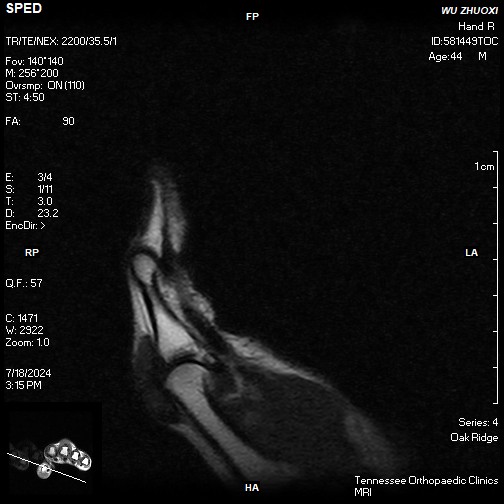 SPED
FP
WU ZHUOXI
Hand R
TR/TE/NEX: 2200/35.5/1
ID:581449TOC
Age:44 M
Fov: 140*140
M: 256*200
Ovrsmp: ON (110)
ST: 4:50
FA: 90
1cm
E: 3/4
S: 1/11
T: 3.0
D: 23.2
EncDir: >
RP
LA
Q.F.: 57
C: 1471
W: 2922
Zoom: 1.0
7/18/2024
3:15 PM
Series: 4
Oak Ridge
HA
Tennessee Orthopaedic Clinics
MRI